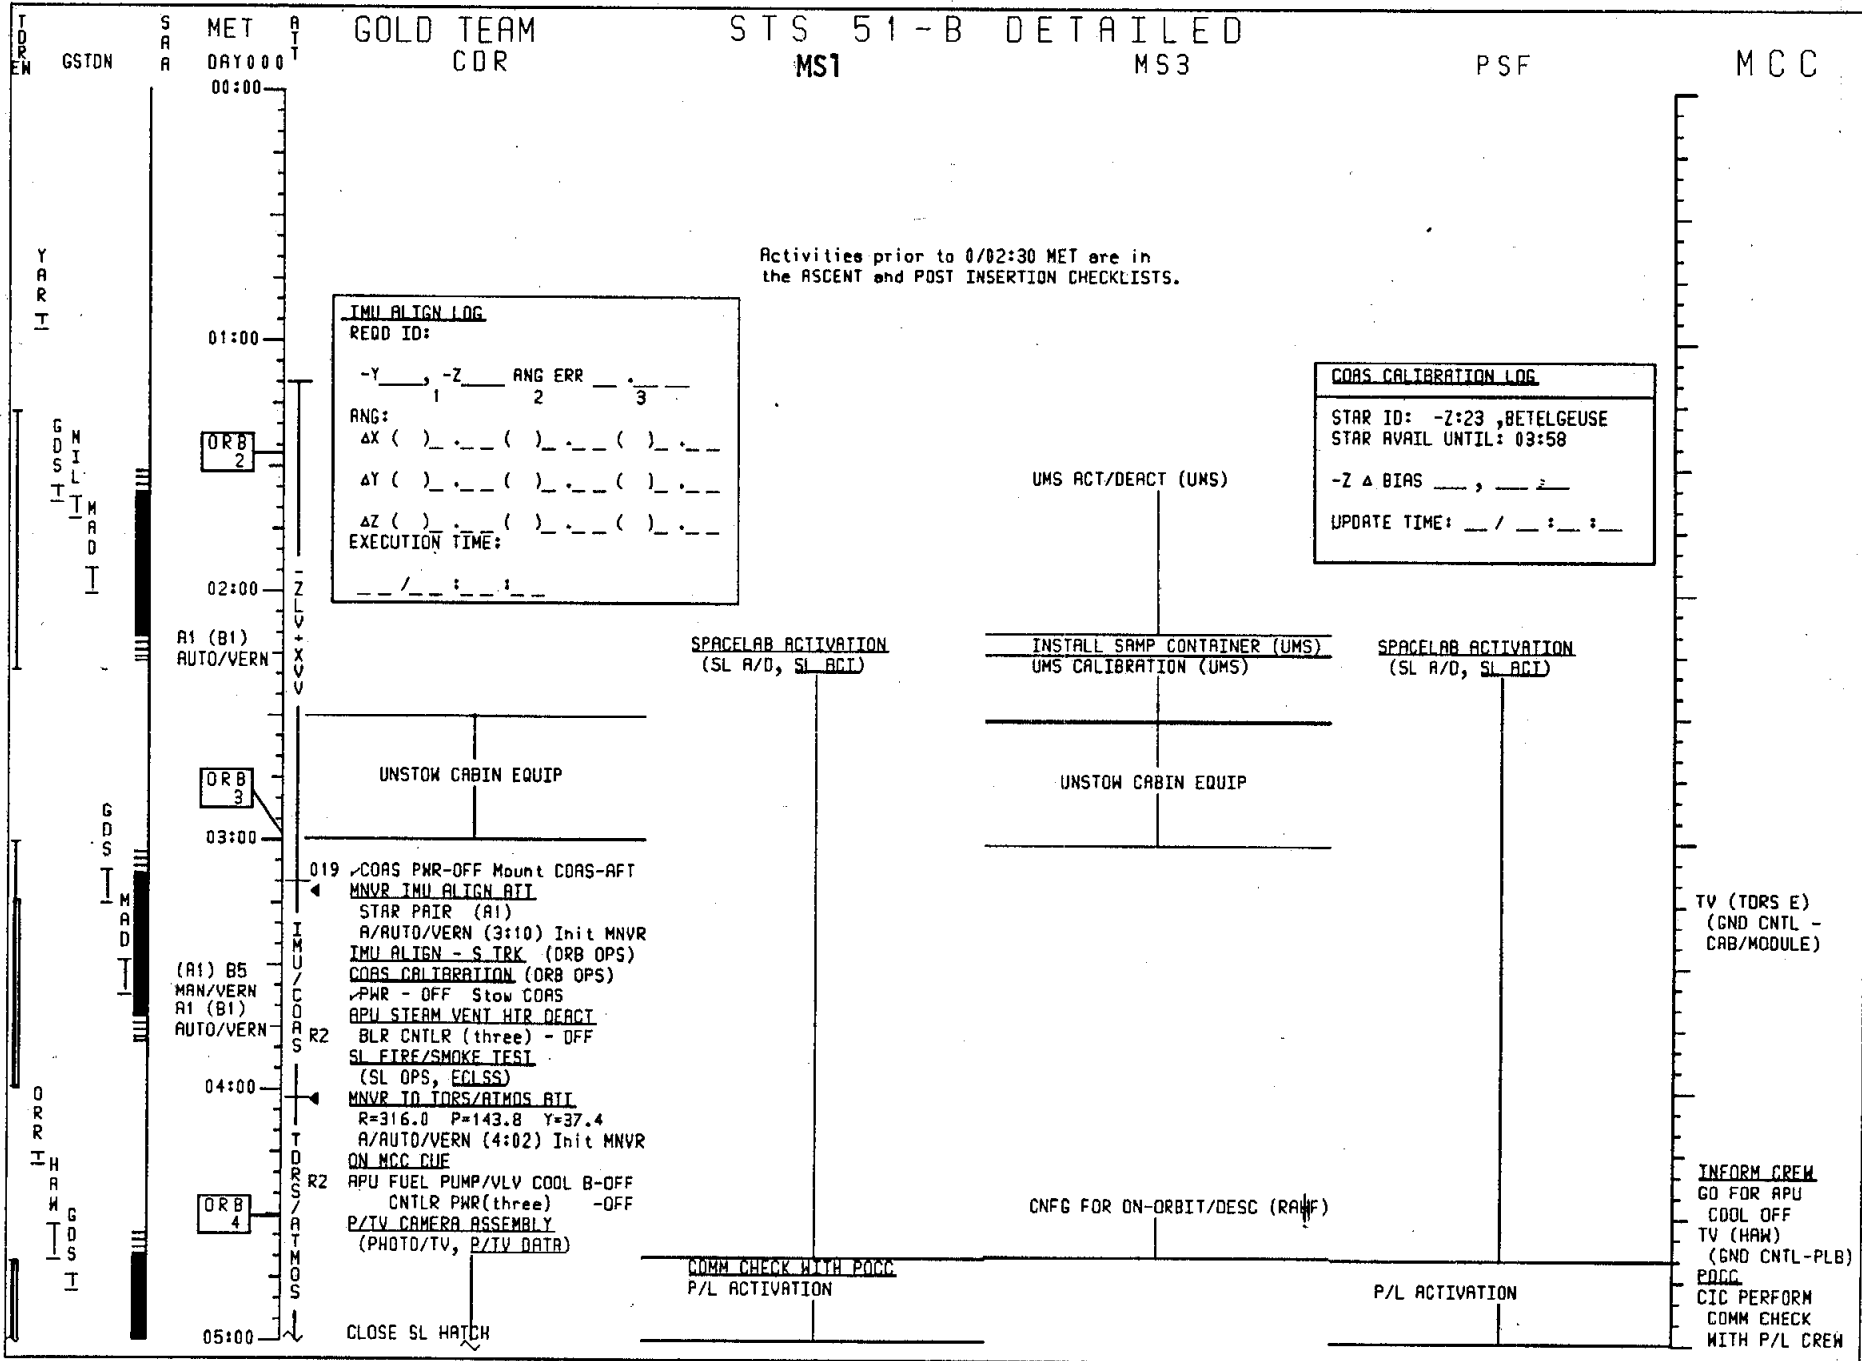 STS 51-B DETAILED
TDRE W
GSTDN
SAA
MET
DAY000
ATT
GOLD TEAM
CDR
MS1
MS3
PSF
MCC
00:00
Activities prior to 0/02:30 MET are in
the ASCENT and POST INSERTION CHECKLISTS.
YAR
IMU ALIGN LOG
REQD ID:
-Y____, -Z____ ANG ERR __ .__ __
1 2 3
ANG:
ΔX ( )_ .__ ( )_ .__ ( )_ .__
ΔY ( )_ .__ ( )_ .__ ( )_ .__
ΔZ ( )_ .__ ( )_ .__ ( )_ .__
EXECUTION TIME:
_ _ /_ _ :_ _ :_ _
01:00
COAS CALIBRATION LOG
STAR ID: -Z:23 ,BETELGEUSE
STAR AVAIL UNTIL: 03:58
-Z Δ BIAS ___ , ___ .__
UPDATE TIME: __ / __ :__ :__
GDS
MIL
MAD
ORB
2
UMS ACT/DEACT (UMS)
02:00
-ZLV+XVV
A1 (B1)
AUTO/VERN
SPACELAB ACTIVATION
(SL A/D, SL ACT)
INSTALL SAMP CONTAINER (UMS)
UMS CALIBRATION (UMS)
SPACELAB ACTIVATION
(SL A/D, SL ACT)
UNSTOW CABIN EQUIP
UNSTOW CABIN EQUIP
ORB
3
GDS
03:00
019 ✓COAS PWR-OFF Mount COAS-AFT
MNVR IMU ALIGN ATT
STAR PAIR (A1)
A/AUTO/VERN (3:10) Init MNVR
IMU ALIGN - S TRK (ORB OPS)
COAS CALIBRATION (ORB OPS)
✓PWR - OFF Stow COAS
APU STEAM VENT HTR DEACT
R2 BLR CNTLR (three) - OFF
SL FIRE/SMOKE TEST
(SL OPS, ECLSS)
MAD
IMU/COAS
(A1) B5
MAN/VERN
A1 (B1)
AUTO/VERN
TV (TDRS E)
(GND CNTL -
CAB/MODULE)
04:00
MNVR TO TDRS/ATMOS ATT
R=316.0 P=143.8 Y=37.4
A/AUTO/VERN (4:02) Init MNVR
ON MCC CUE
R2 APU FUEL PUMP/VLV COOL B-OFF
CNTLR PWR(three) -OFF
P/TV CAMERA ASSEMBLY
(PHOTO/TV, P/TV DATA)
ORR
HAW
GDS
TDRS/ATMOS
ORB
4
CNFG FOR ON-ORBIT/DESC (RAHF)
COMM CHECK WITH POCC
P/L ACTIVATION
P/L ACTIVATION
INFORM CREW
GO FOR APU
COOL OFF
TV (HAW)
(GND CNTL-PLB)
POCC
CIC PERFORM
COMM CHECK
WITH P/L CREW
05:00
CLOSE SL HATCH